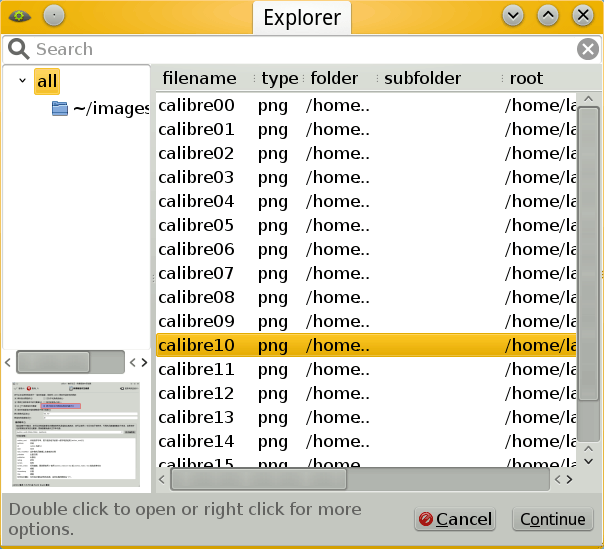 Explorer
Search
all
~/images
filename type folder subfolder root
calibre00 png /home.. /home/la
calibre01 png /home.. /home/la
calibre02 png /home.. /home/la
calibre03 png /home.. /home/la
calibre04 png /home.. /home/la
calibre05 png /home.. /home/la
calibre06 png /home.. /home/la
calibre07 png /home.. /home/la
calibre08 png /home.. /home/la
calibre09 png /home.. /home/la
calibre10 png /home.. /home/la
calibre11 png /home.. /home/la
calibre12 png /home.. /home/la
calibre13 png /home.. /home/la
calibre14 png /home.. /home/la
calibre15 png /home.. /home/la
Double click to open or right click for more
options.
Cancel
Continue